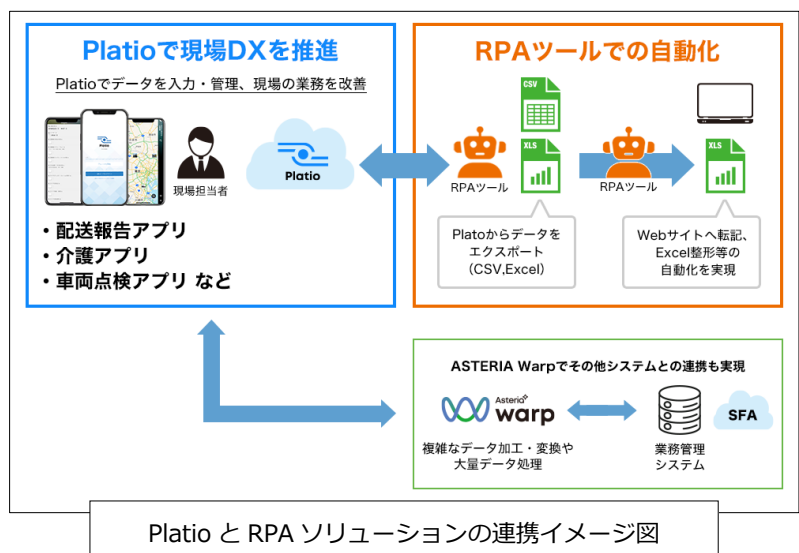 Platioで現場DXを推進
Platioでデータを入力・管理、現場の業務を改善
Platio
現場担当者
Platio
・配送報告アプリ
・介護アプリ
・車両点検アプリ など
RPAツールでの自動化
CSV
XLS
XLS
RPAツール
RPAツール
Platoからデータを
エクスポート
（CSV,Excel）
Webサイトへ転記、
Excel整形等の
自動化を実現
ASTERIA Warpでその他システムとの連携も実現
Asteria
warp
SFA
複雑なデータ加工・変換や
大量データ処理
業務管理
システム
Platio と RPA ソリューションの連携イメージ図